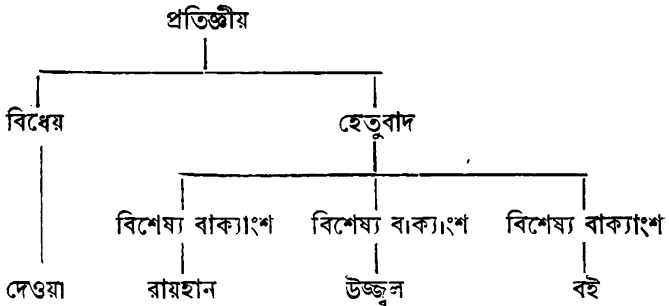 প্রতিজ্ঞীয়
বিধেয় হেতুবাদ
বিশেষ্য বাক্যাংশ বিশেষ্য বাক্যাংশ বিশেষ্য বাক্যাংশ
দেওয়া রায়হান উজ্জ্বল বই